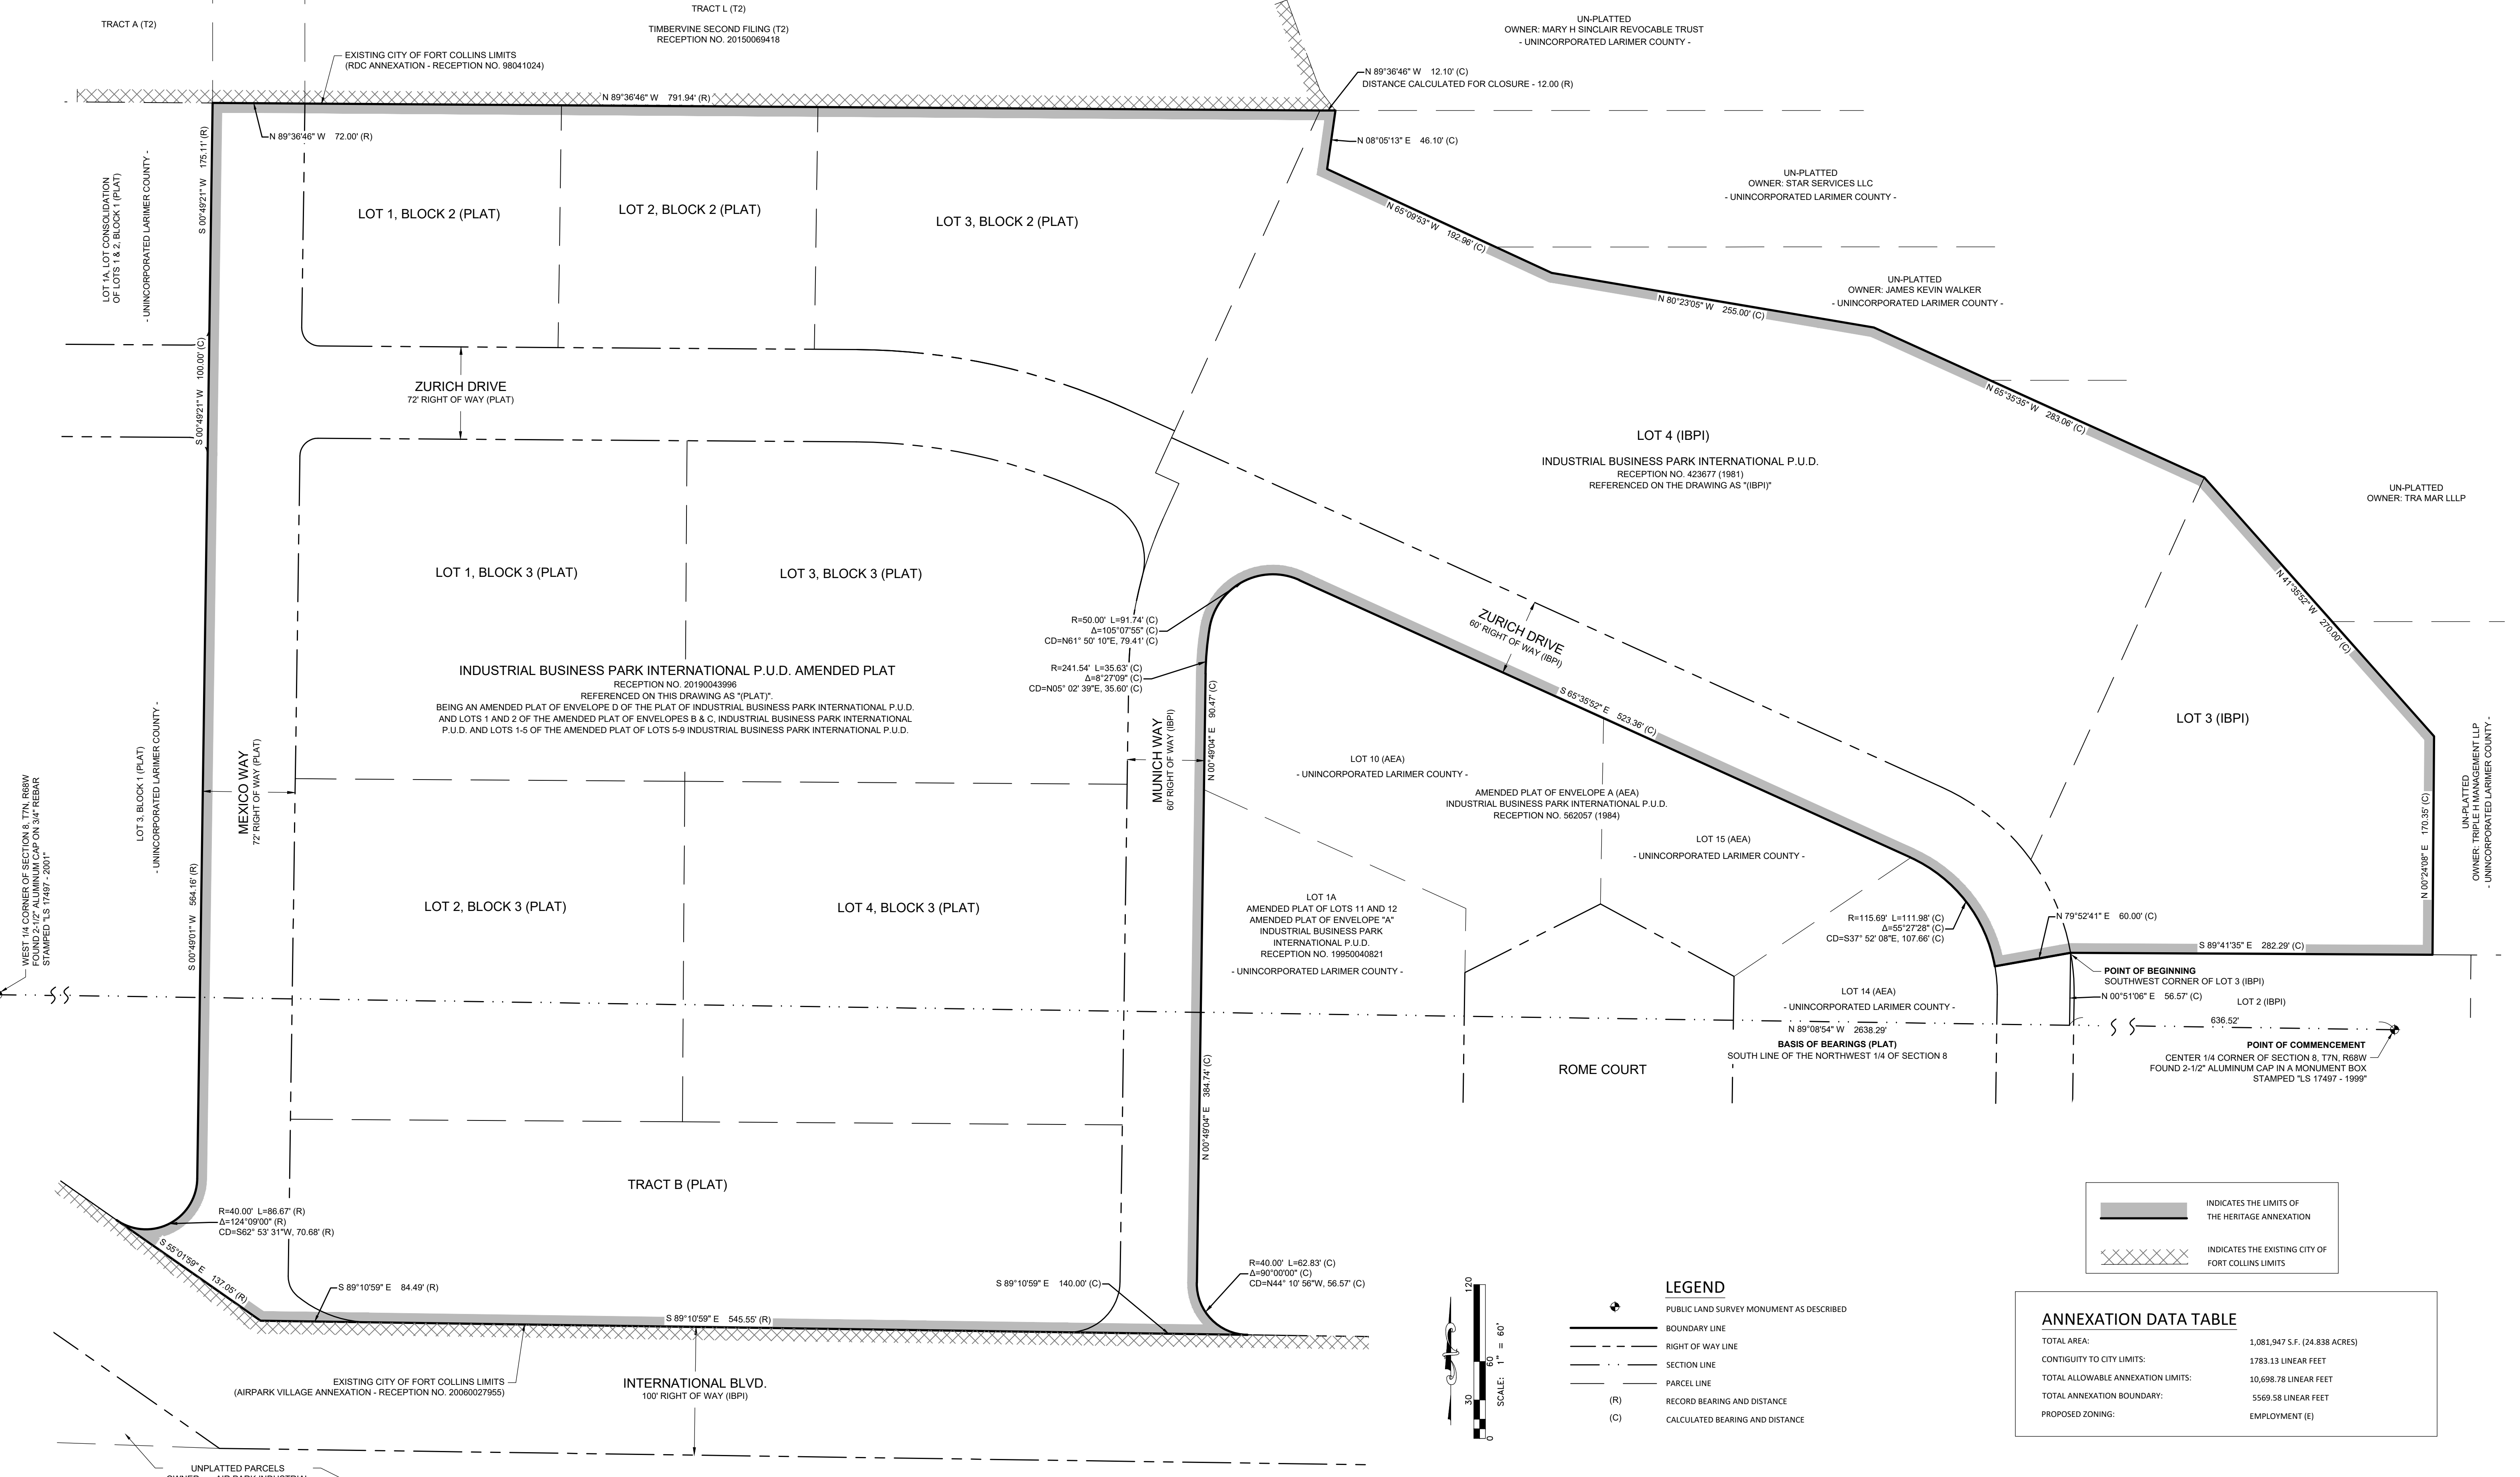 TRACT A (T2)
TRACT L (T2)
TIMBERVINE SECOND FILING (T2)
RECEPTION NO. 20150069418
UN-PLATTED
OWNER: MARY H SINCLAIR REVOCABLE TRUST
- UNINCORPORATED LARIMER COUNTY -
EXISTING CITY OF FORT COLLINS LIMITS
(RDC ANNEXATION - RECEPTION NO. 98041024)
N 89°36'46" W 12.10' (C)
DISTANCE CALCULATED FOR CLOSURE - 12.00 (R)
N 89°36'46" W 791.94' (R)
N 89°36'46" W 72.00' (R)
N 08°05'13" E 46.10' (C)
S 00°49'21" W 175.11' (R)
LOT 1A, LOT CONSOLIDATION
OF LOTS 1 & 2, BLOCK 1 (PLAT)
- UNINCORPORATED LARIMER COUNTY -
UN-PLATTED
OWNER: STAR SERVICES LLC
- UNINCORPORATED LARIMER COUNTY -
LOT 1, BLOCK 2 (PLAT)
LOT 2, BLOCK 2 (PLAT)
LOT 3, BLOCK 2 (PLAT)
N 65°09'53" W 192.96' (C)
UN-PLATTED
OWNER: JAMES KEVIN WALKER
- UNINCORPORATED LARIMER COUNTY -
N 80°23'05" W 255.00' (C)
S 00°49'21" W 100.00' (C)
ZURICH DRIVE
72' RIGHT OF WAY (PLAT)
N 65°35'35" W 283.06' (C)
LOT 4 (IBPI)
INDUSTRIAL BUSINESS PARK INTERNATIONAL P.U.D.
RECEPTION NO. 423677 (1981)
REFERENCED ON THE DRAWING AS "(IBPI)"
UN-PLATTED
OWNER: TRA MAR LLLP
LOT 1, BLOCK 3 (PLAT)
LOT 3, BLOCK 3 (PLAT)
N 41°35'52" W 270.00' (C)
R=50.00' L=91.74' (C)
Δ=105°07'55" (C)
CD=N61° 50' 10"E, 79.41' (C)
ZURICH DRIVE
60' RIGHT OF WAY (IBPI)
R=241.54' L=35.63' (C)
Δ=8°27'09" (C)
CD=N05° 02' 39"E, 35.60' (C)
INDUSTRIAL BUSINESS PARK INTERNATIONAL P.U.D. AMENDED PLAT
RECEPTION NO. 20190043996
REFERENCED ON THIS DRAWING AS "(PLAT)".
BEING AN AMENDED PLAT OF ENVELOPE D OF THE PLAT OF INDUSTRIAL BUSINESS PARK INTERNATIONAL P.U.D.
AND LOTS 1 AND 2 OF THE AMENDED PLAT OF ENVELOPES B & C, INDUSTRIAL BUSINESS PARK INTERNATIONAL
P.U.D. AND LOTS 1-5 OF THE AMENDED PLAT OF LOTS 5-9 INDUSTRIAL BUSINESS PARK INTERNATIONAL P.U.D.
N 00°49'04" E 90.47' (C)
S 65°35'52" E 523.36' (C)
LOT 3 (IBPI)
LOT 3, BLOCK 1 (PLAT)
- UNINCORPORATED LARIMER COUNTY -
MEXICO WAY
72' RIGHT OF WAY (PLAT)
MUNICH WAY
60' RIGHT OF WAY (IBPI)
LOT 10 (AEA)
- UNINCORPORATED LARIMER COUNTY -
AMENDED PLAT OF ENVELOPE A (AEA)
INDUSTRIAL BUSINESS PARK INTERNATIONAL P.U.D.
RECEPTION NO. 562057 (1984)
LOT 15 (AEA)
- UNINCORPORATED LARIMER COUNTY -
N 00°24'08" E 170.35' (C)
UN-PLATTED
OWNER: TRIPLE H MANAGEMENT LLP
- UNINCORPORATED LARIMER COUNTY -
WEST 1/4 CORNER OF SECTION 8, T7N, R68W
FOUND 2-1/2" ALUMINUM CAP ON 3/4" REBAR
STAMPED "LS 17497 - 2001"
S 00°49'01" W 564.16' (R)
LOT 2, BLOCK 3 (PLAT)
LOT 4, BLOCK 3 (PLAT)
LOT 1A
AMENDED PLAT OF LOTS 11 AND 12
AMENDED PLAT OF ENVELOPE "A"
INDUSTRIAL BUSINESS PARK
INTERNATIONAL P.U.D.
RECEPTION NO. 19950040821
- UNINCORPORATED LARIMER COUNTY -
R=115.69' L=111.98' (C)
Δ=55°27'28" (C)
CD=S37° 52' 08"E, 107.66' (C)
N 79°52'41" E 60.00' (C)
S 89°41'35" E 282.29' (C)
POINT OF BEGINNING
SOUTHWEST CORNER OF LOT 3 (IBPI)
N 00°51'06" E 56.57' (C)
LOT 2 (IBPI)
LOT 14 (AEA)
- UNINCORPORATED LARIMER COUNTY -
636.52'
N 89°08'54" W 2638.29'
BASIS OF BEARINGS (PLAT)
SOUTH LINE OF THE NORTHWEST 1/4 OF SECTION 8
POINT OF COMMENCEMENT
CENTER 1/4 CORNER OF SECTION 8, T7N, R68W
FOUND 2-1/2" ALUMINUM CAP IN A MONUMENT BOX
STAMPED "LS 17497 - 1999"
ROME COURT
N 00°49'04" E 384.74' (C)
TRACT B (PLAT)
R=40.00' L=86.67' (R)
Δ=124°09'00" (R)
CD=S62° 53' 31"W, 70.68' (R)
S 55°01'59" E 137.05' (R)
S 89°10'59" E 84.49' (R)
S 89°10'59" E 140.00' (C)
R=40.00' L=62.83' (C)
Δ=90°00'00" (C)
CD=N44° 10' 56"W, 56.57' (C)
S 89°10'59" E 545.55' (R)
EXISTING CITY OF FORT COLLINS LIMITS
(AIRPARK VILLAGE ANNEXATION - RECEPTION NO. 20060027955)
INTERNATIONAL BLVD.
100' RIGHT OF WAY (IBPI)
UNPLATTED PARCELS
INDICATES THE LIMITS OF
THE HERITAGE ANNEXATION
INDICATES THE EXISTING CITY OF
FORT COLLINS LIMITS
120
60
30
0
SCALE: 1" = 60'
LEGEND
PUBLIC LAND SURVEY MONUMENT AS DESCRIBED
BOUNDARY LINE
RIGHT OF WAY LINE
SECTION LINE
PARCEL LINE
(R) RECORD BEARING AND DISTANCE
(C) CALCULATED BEARING AND DISTANCE
ANNEXATION DATA TABLE
TOTAL AREA: 1,081,947 S.F. (24.838 ACRES)
CONTIGUITY TO CITY LIMITS: 1783.13 LINEAR FEET
TOTAL ALLOWABLE ANNEXATION LIMITS: 10,698.78 LINEAR FEET
TOTAL ANNEXATION BOUNDARY: 5569.58 LINEAR FEET
PROPOSED ZONING: EMPLOYMENT (E)